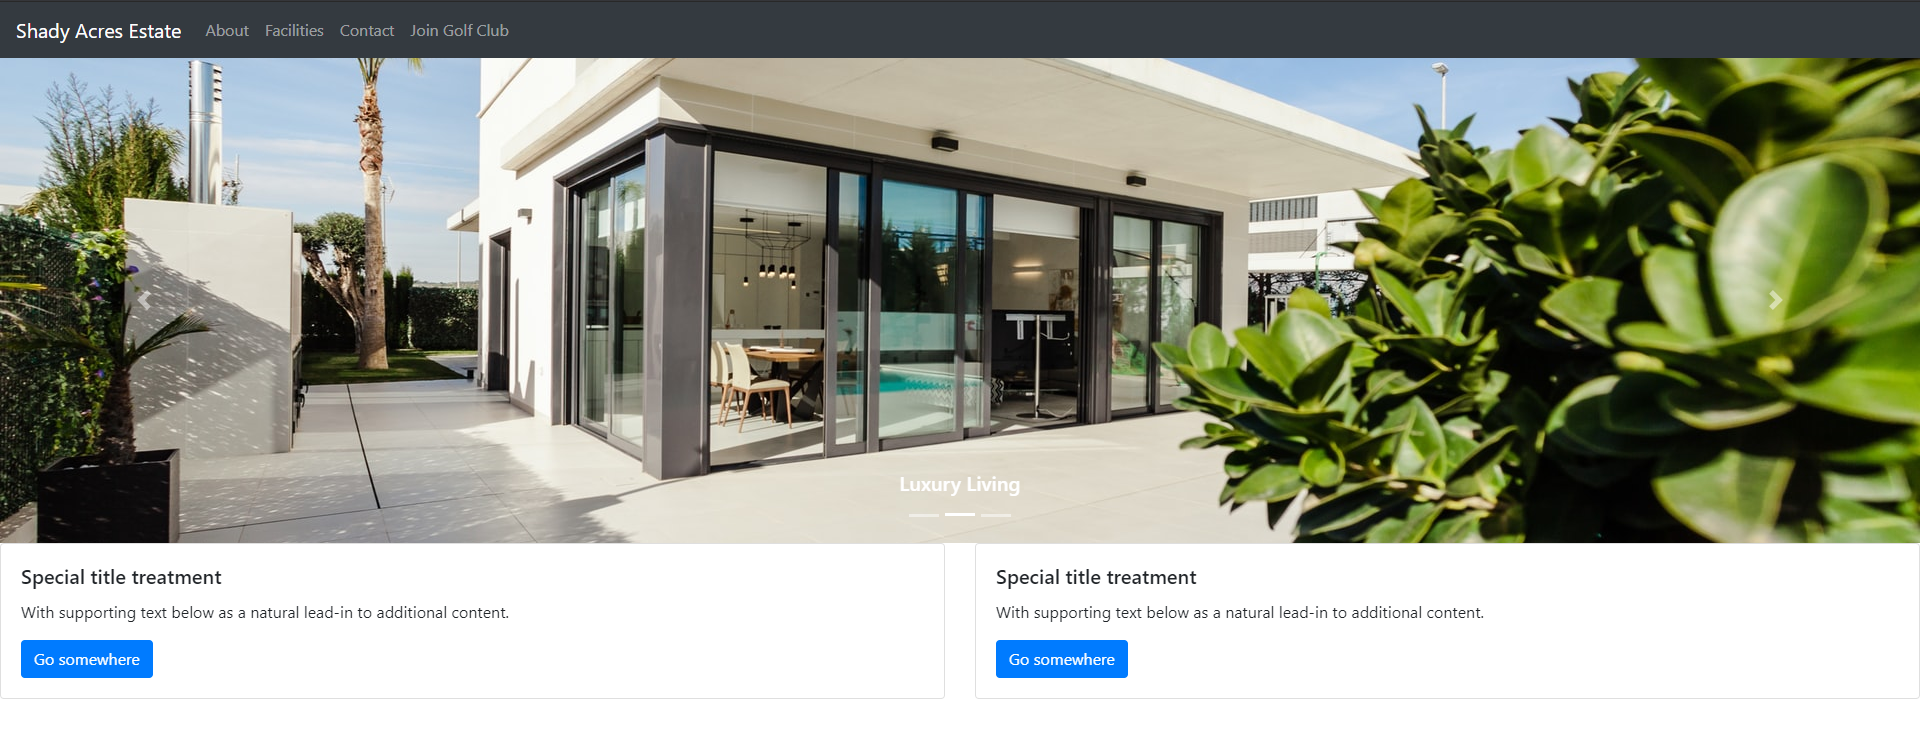 Shady Acres Estate About Facilities Contact Join Golf Club
Luxury Living
Special title treatment
With supporting text below as a natural lead-in to additional content.
Go somewhere
Special title treatment
With supporting text below as a natural lead-in to additional content.
Go somewhere